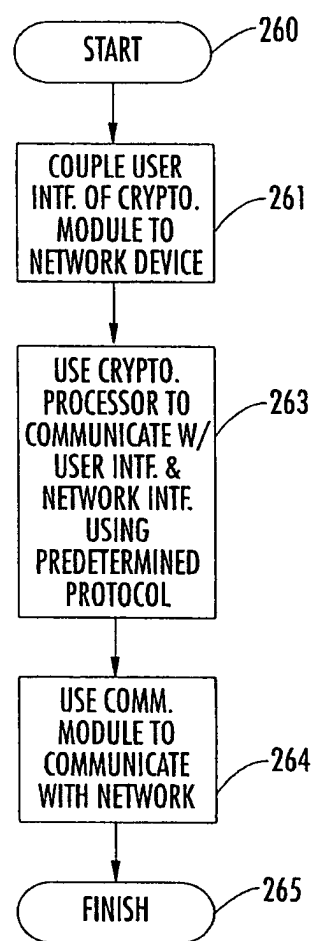 START
260
COUPLE USER
INTF. OF CRYPTO.
MODULE TO
NETWORK DEVICE
261
USE CRYPTO.
PROCESSOR TO
COMMUNICATE W/
USER INTF. &
NETWORK INTF.
USING
PREDETERMINED
PROTOCOL
263
USE COMM.
MODULE TO
COMMUNICATE
WITH NETWORK
264
FINISH
265